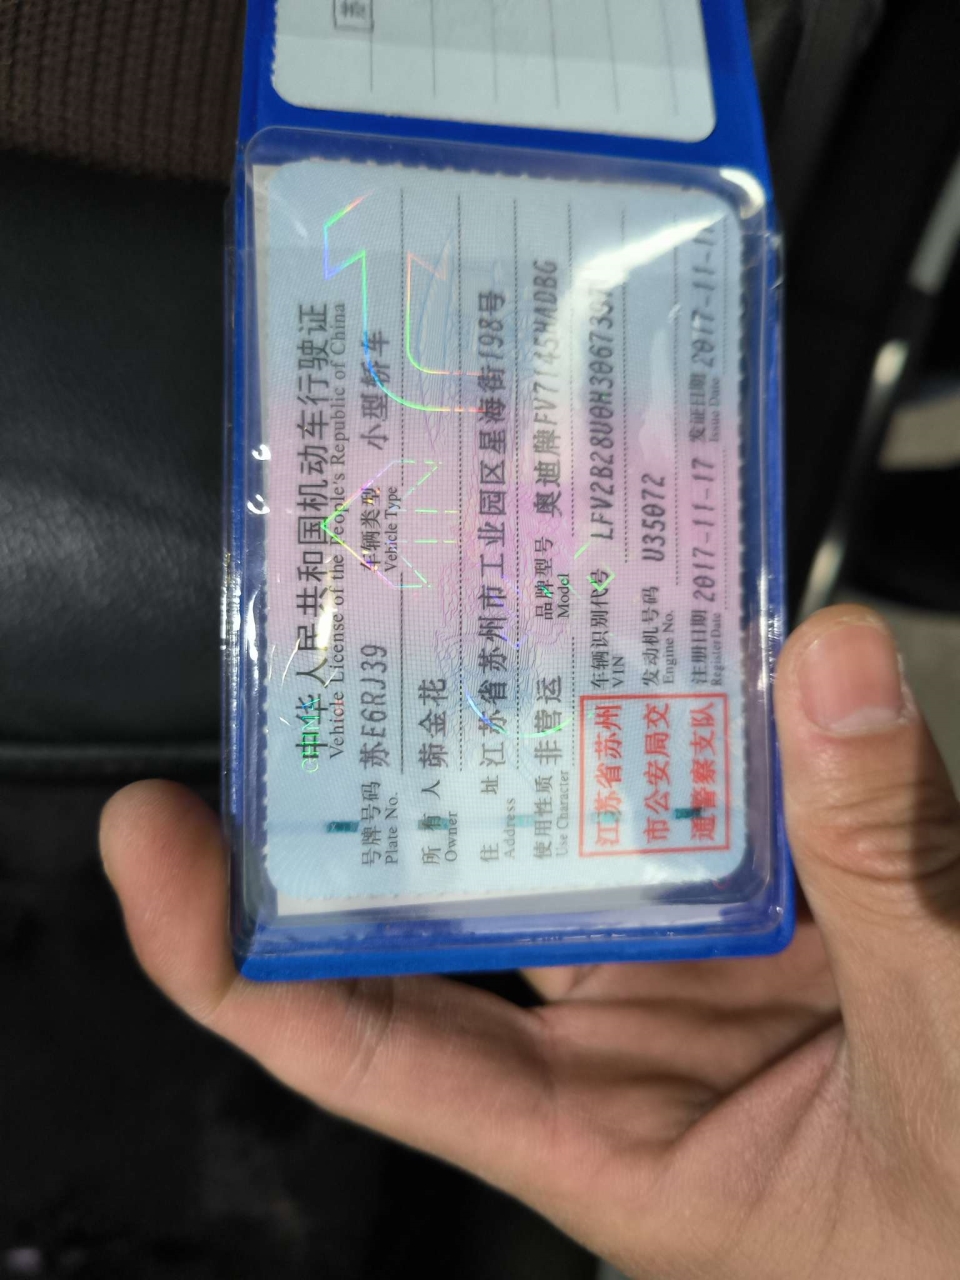 中华人民共和国机动车行驶证
Vehicle License of the People's Republic of China
号牌号码 苏E6RJ39 车辆类型 小型轿车
Plate No. Vehicle Type
所有人 茆金花
Owner
住址 江苏省苏州市工业园区星海街198号
Address
使用性质 非营运 品牌型号 奥迪牌FV7145HADBG
Use Character Model
江苏省苏州
市公安局交
通警察支队
车辆识别代号
VIN
发动机号码 U35072
Engine No.
注册日期 2017-11-17 发证日期
Register Date Issue Date